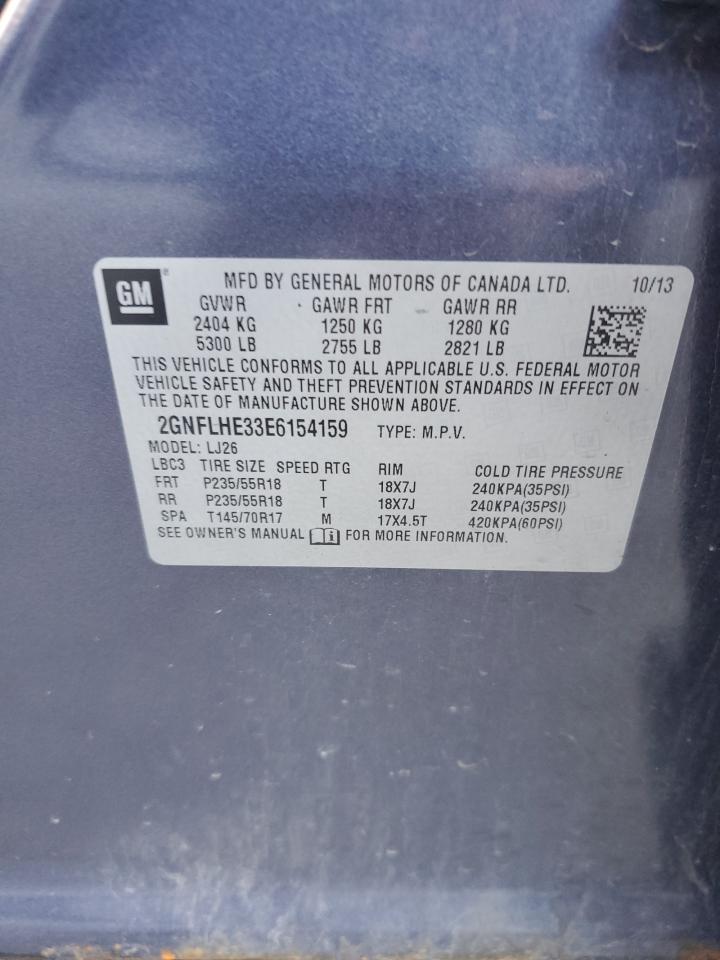 GM MFD BY GENERAL MOTORS OF CANADA LTD. 10/13
GVWR GAWR FRT GAWR RR
2404 KG 1250 KG 1280 KG
5300 LB 2755 LB 2821 LB
THIS VEHICLE CONFORMS TO ALL APPLICABLE U.S. FEDERAL MOTOR
VEHICLE SAFETY AND THEFT PREVENTION STANDARDS IN EFFECT ON
THE DATE OF MANUFACTURE SHOWN ABOVE.
2GNFLHE33E6154159 TYPE: M.P.V.
MODEL: LJ26
LBC3 TIRE SIZE SPEED RTG RIM COLD TIRE PRESSURE
FRT P235/55R18 T 18X7J 240KPA(35PSI)
RR P235/55R18 T 18X7J 240KPA(35PSI)
SPA T145/70R17 M 17X4.5T 420KPA(60PSI)
SEE OWNER'S MANUAL i FOR MORE INFORMATION.